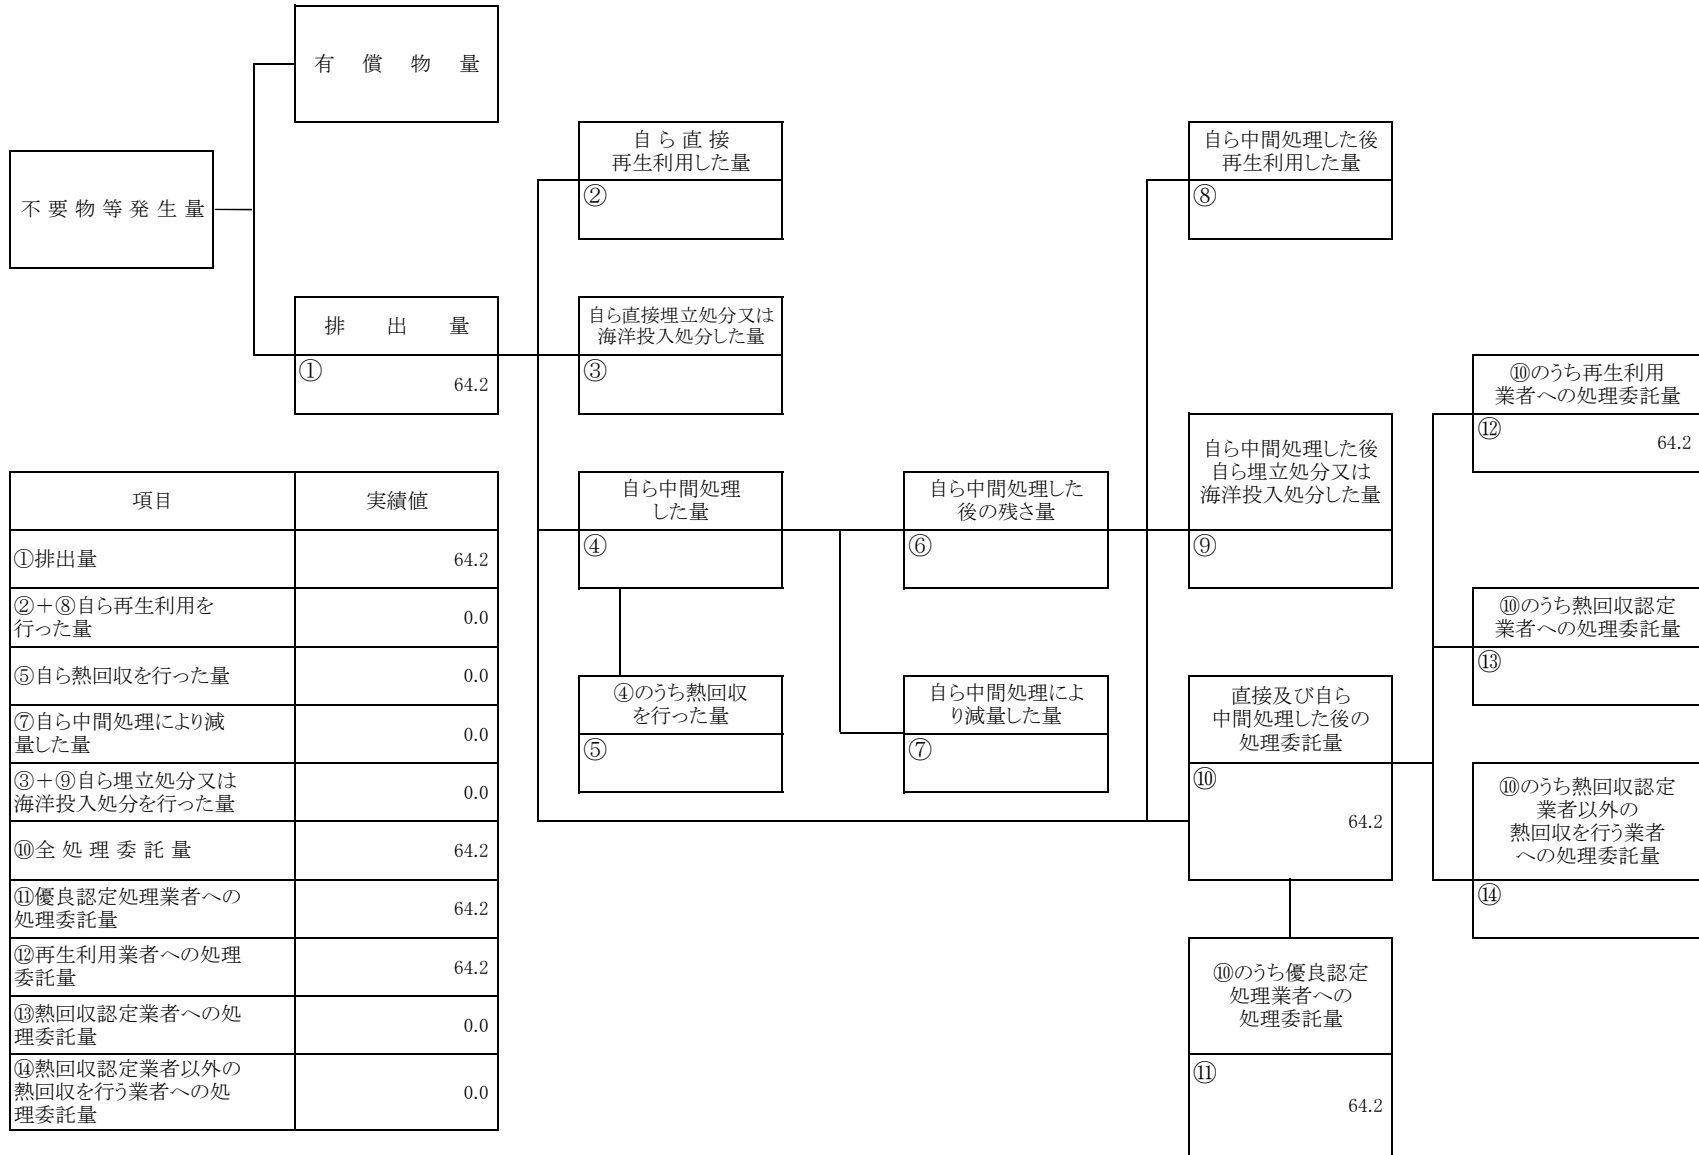 有償物量
不要物等発生量
排出量
①
64.2
自ら直接
再生利用した量
②
自ら直接埋立処分又は
海洋投入処分した量
③
自ら中間処理
した量
④
④のうち熱回収
を行った量
⑤
自ら中間処理した
後の残さ量
⑥
自ら中間処理によ
り減量した量
⑦
自ら中間処理した後
再生利用した量
⑧
自ら中間処理した後
自ら埋立処分又は
海洋投入処分した量
⑨
直接及び自ら
中間処理した後の
処理委託量
⑩
64.2
⑩のうち優良認定
処理業者への
処理委託量
⑪
64.2
⑩のうち再生利用
業者への処理委託量
⑫
64.2
⑩のうち熱回収認定
業者への処理委託量
⑬
⑩のうち熱回収認定
業者以外の
熱回収を行う業者
への処理委託量
⑭
項目 実績値
①排出量 64.2
②＋⑧自ら再生利用を
行った量 0.0
⑤自ら熱回収を行った量 0.0
⑦自ら中間処理により減
量した量 0.0
③＋⑨自ら埋立処分又は
海洋投入処分を行った量 0.0
⑩全処理委託量 64.2
⑪優良認定処理業者への
処理委託量 64.2
⑫再生利用業者への処理
委託量 64.2
⑬熱回収認定業者への処
理委託量 0.0
⑭熱回収認定業者以外の
熱回収を行う業者への処
理委託量 0.0